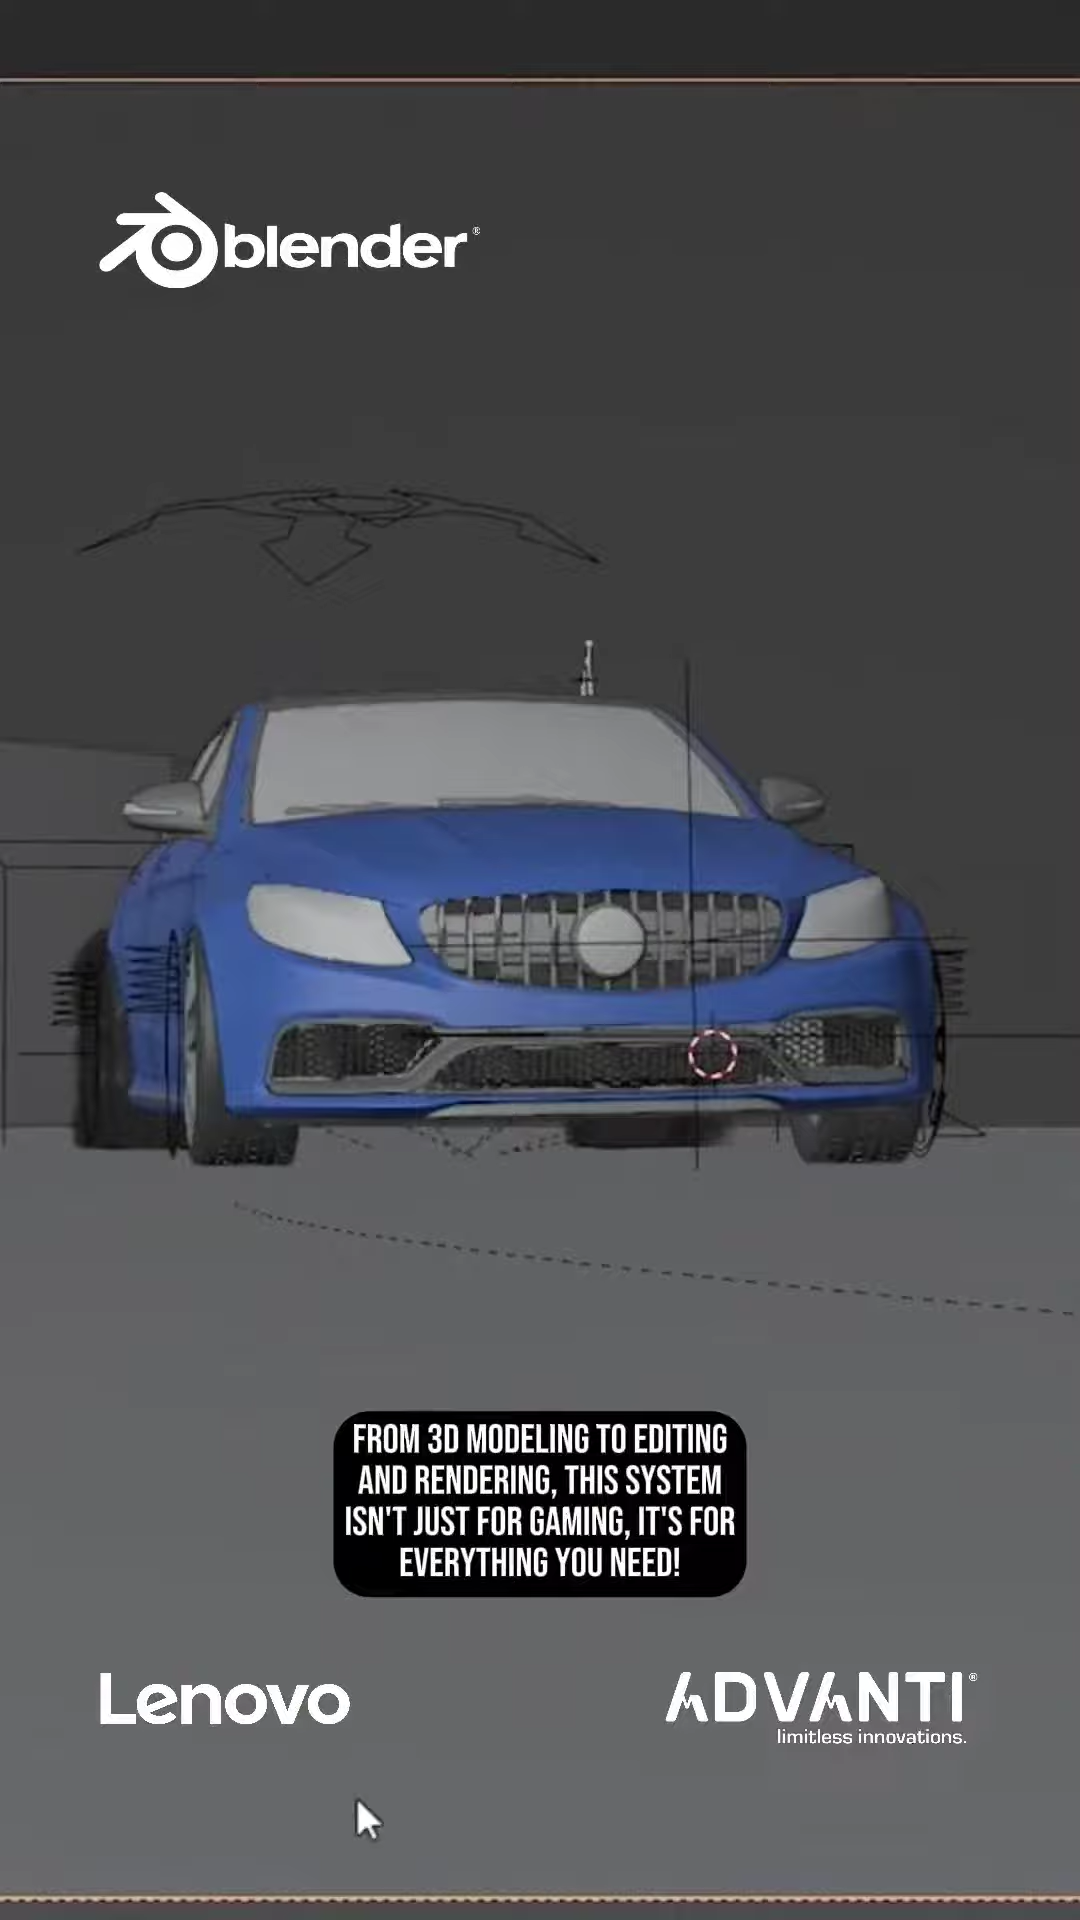 blender®
FROM 3D MODELING TO EDITING
AND RENDERING, THIS SYSTEM
ISN'T JUST FOR GAMING, IT'S FOR
EVERYTHING YOU NEED!
Lenovo
ADVANTI®
limitless innovations.